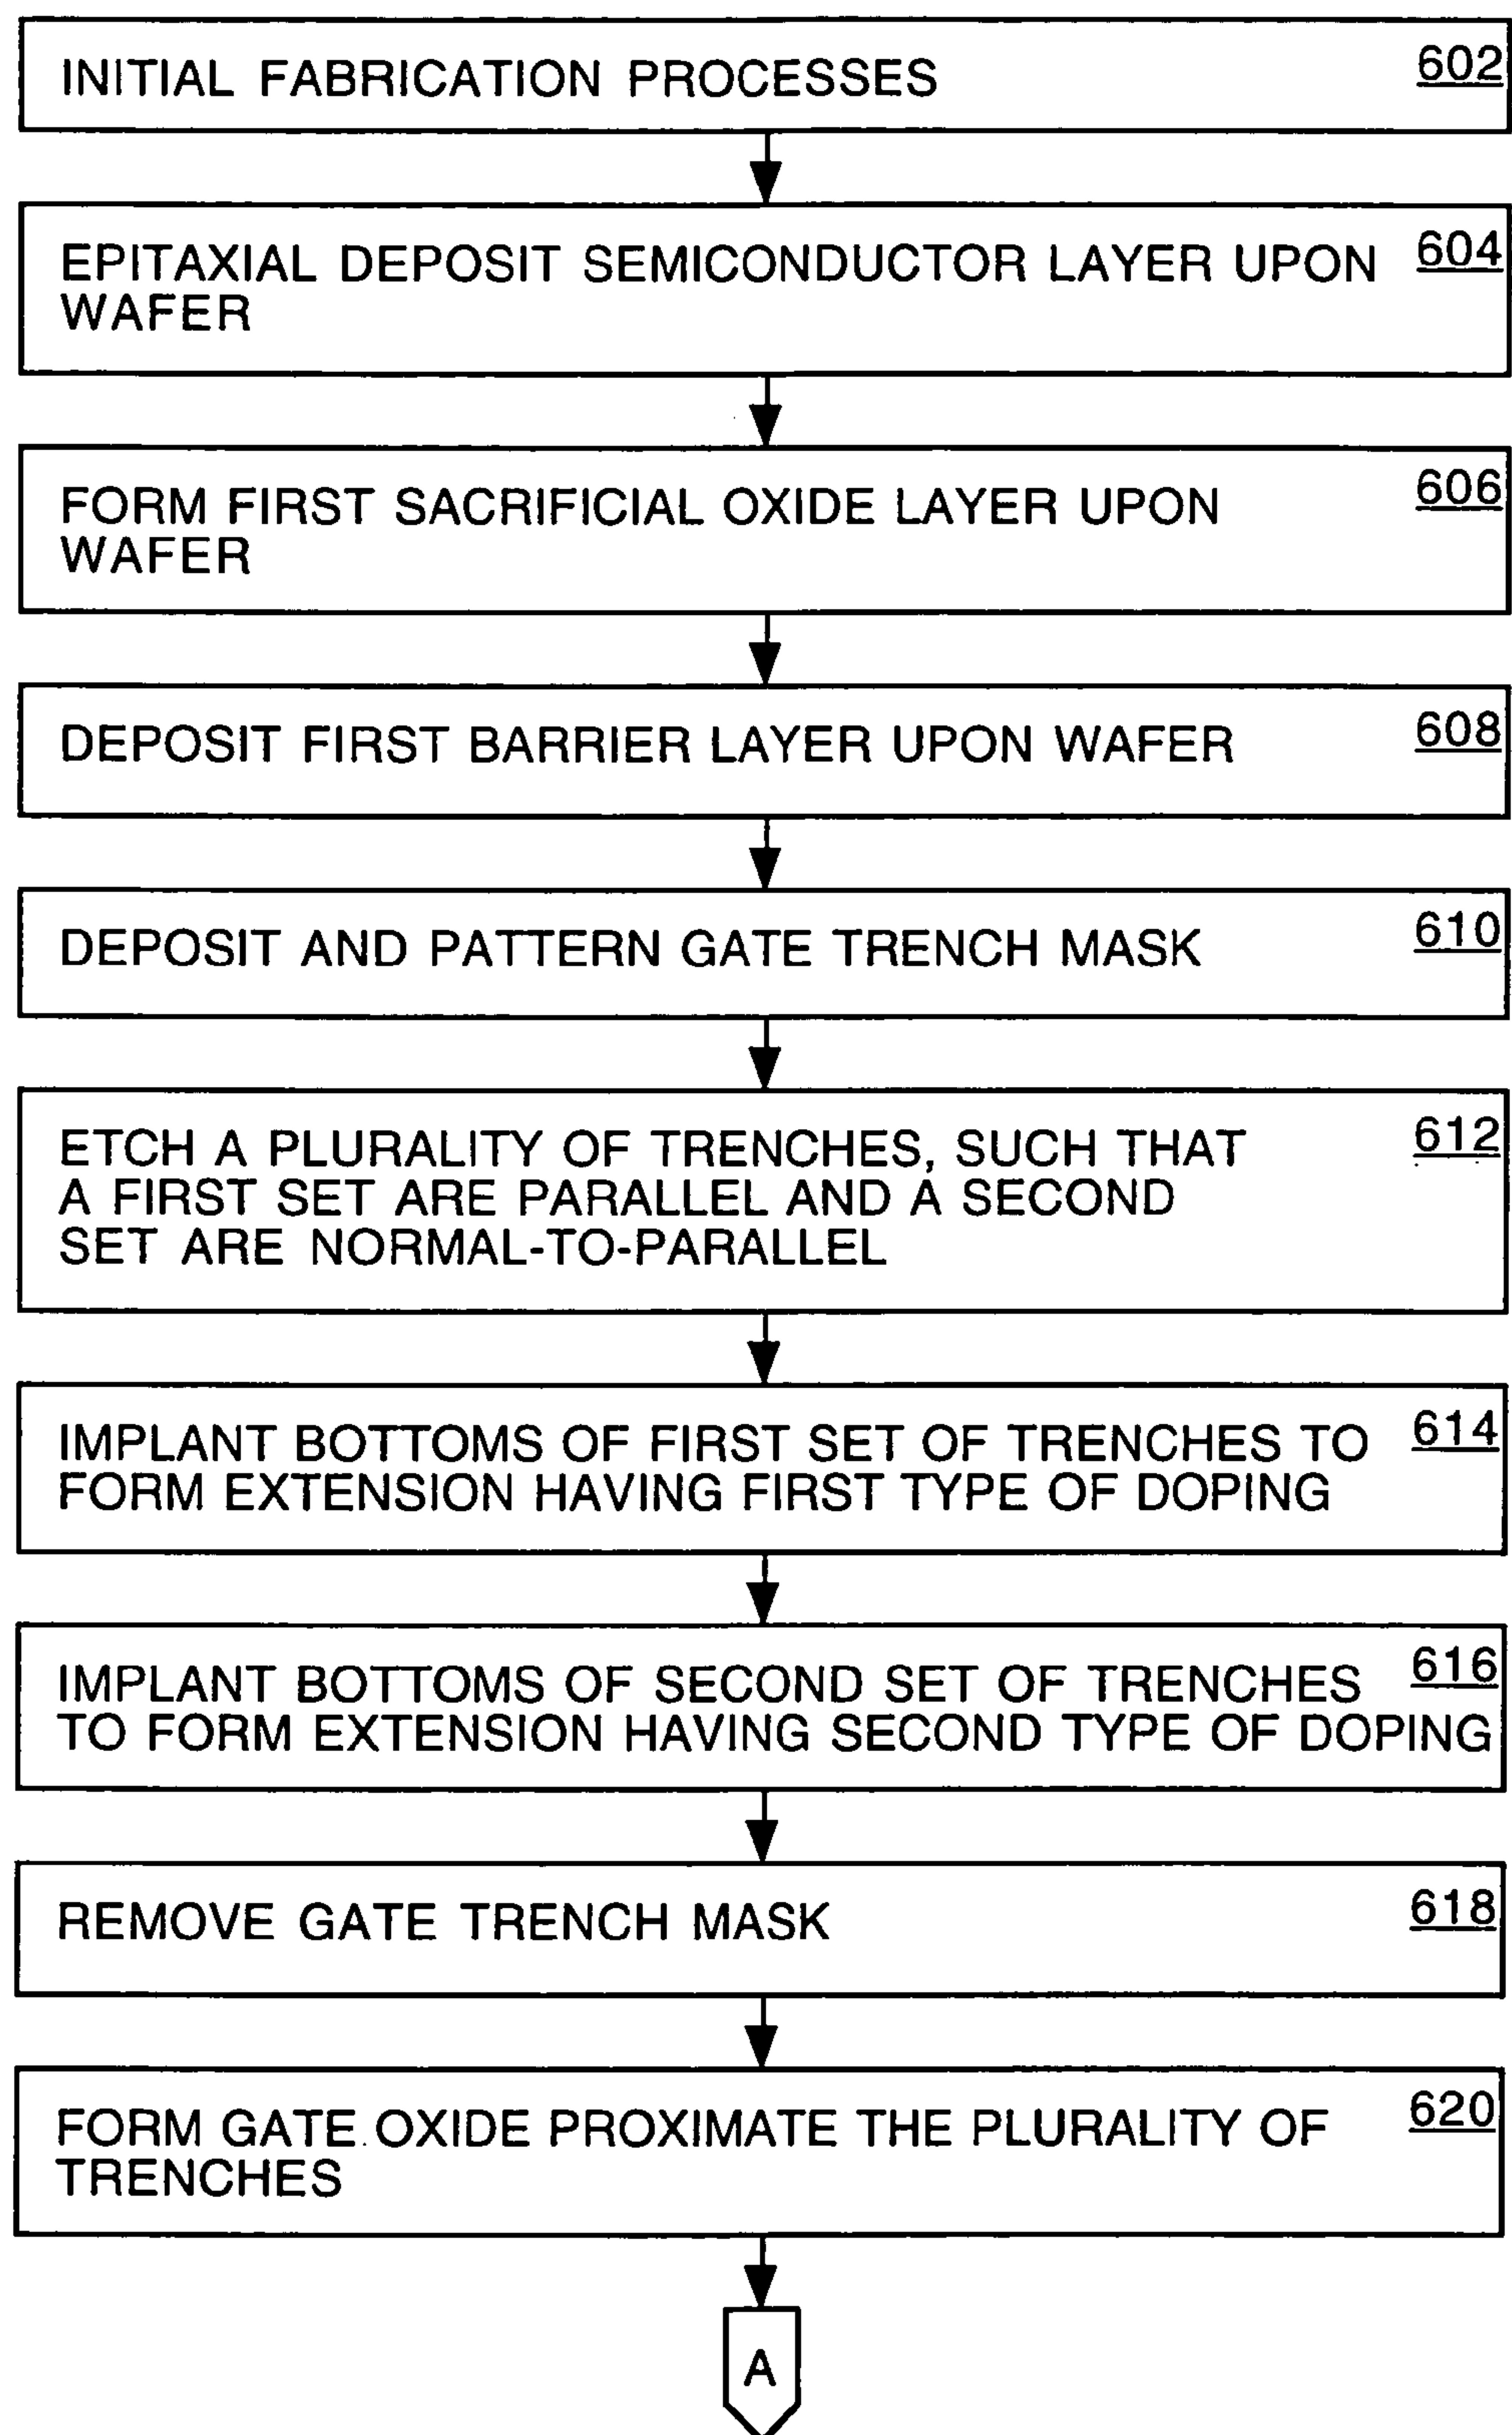 INITIAL FABRICATION PROCESSES 602
EPITAXIAL DEPOSIT SEMICONDUCTOR LAYER UPON 604
WAFER
FORM FIRST SACRIFICIAL OXIDE LAYER UPON 606
WAFER
DEPOSIT FIRST BARRIER LAYER UPON WAFER 608
DEPOSIT AND PATTERN GATE TRENCH MASK 610
ETCH A PLURALITY OF TRENCHES, SUCH THAT 612
A FIRST SET ARE PARALLEL AND A SECOND
SET ARE NORMAL-TO-PARALLEL
IMPLANT BOTTOMS OF FIRST SET OF TRENCHES TO 614
FORM EXTENSION HAVING FIRST TYPE OF DOPING
IMPLANT BOTTOMS OF SECOND SET OF TRENCHES 616
TO FORM EXTENSION HAVING SECOND TYPE OF DOPING
REMOVE GATE TRENCH MASK 618
FORM GATE OXIDE PROXIMATE THE PLURALITY OF 620
TRENCHES
A